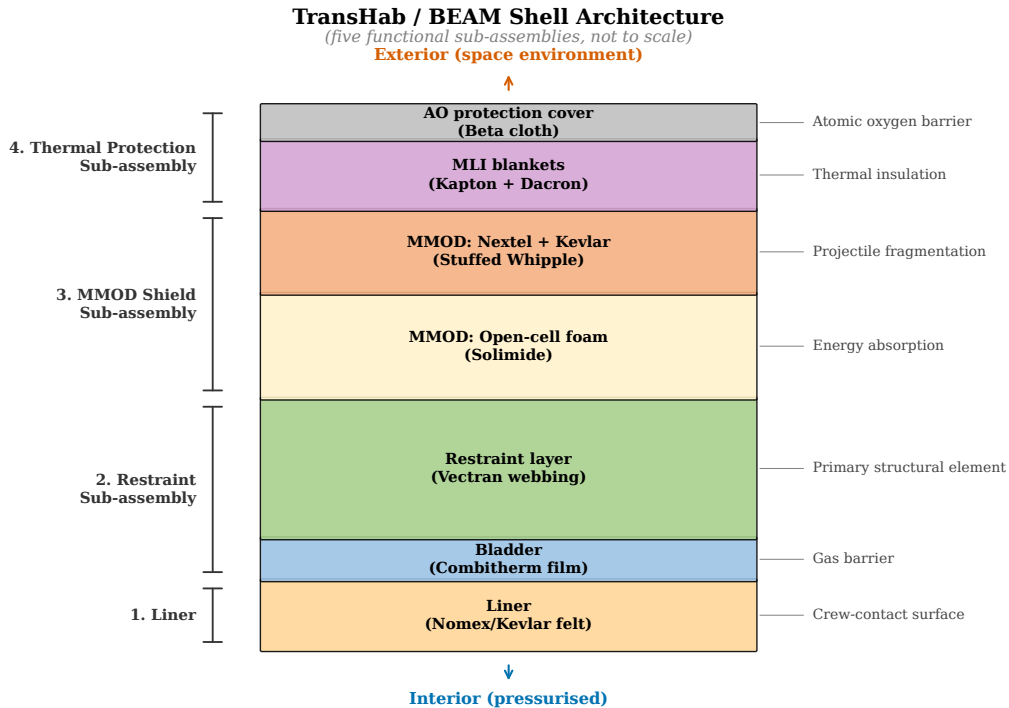 TransHab / BEAM Shell Architecture
(five functional sub-assemblies, not to scale)
Exterior (space environment)
AO protection cover
(Beta cloth)
Atomic oxygen barrier
4. Thermal Protection
Sub-assembly
MLI blankets
(Kapton + Dacron)
Thermal insulation
MMOD: Nextel + Kevlar
(Stuffed Whipple)
Projectile fragmentation
3. MMOD Shield
Sub-assembly
MMOD: Open-cell foam
(Solimide)
Energy absorption
Restraint layer
(Vectran webbing)
Primary structural element
2. Restraint
Sub-assembly
Bladder
(Combitherm film)
Gas barrier
1. Liner
Liner
(Nomex/Kevlar felt)
Crew-contact surface
Interior (pressurised)